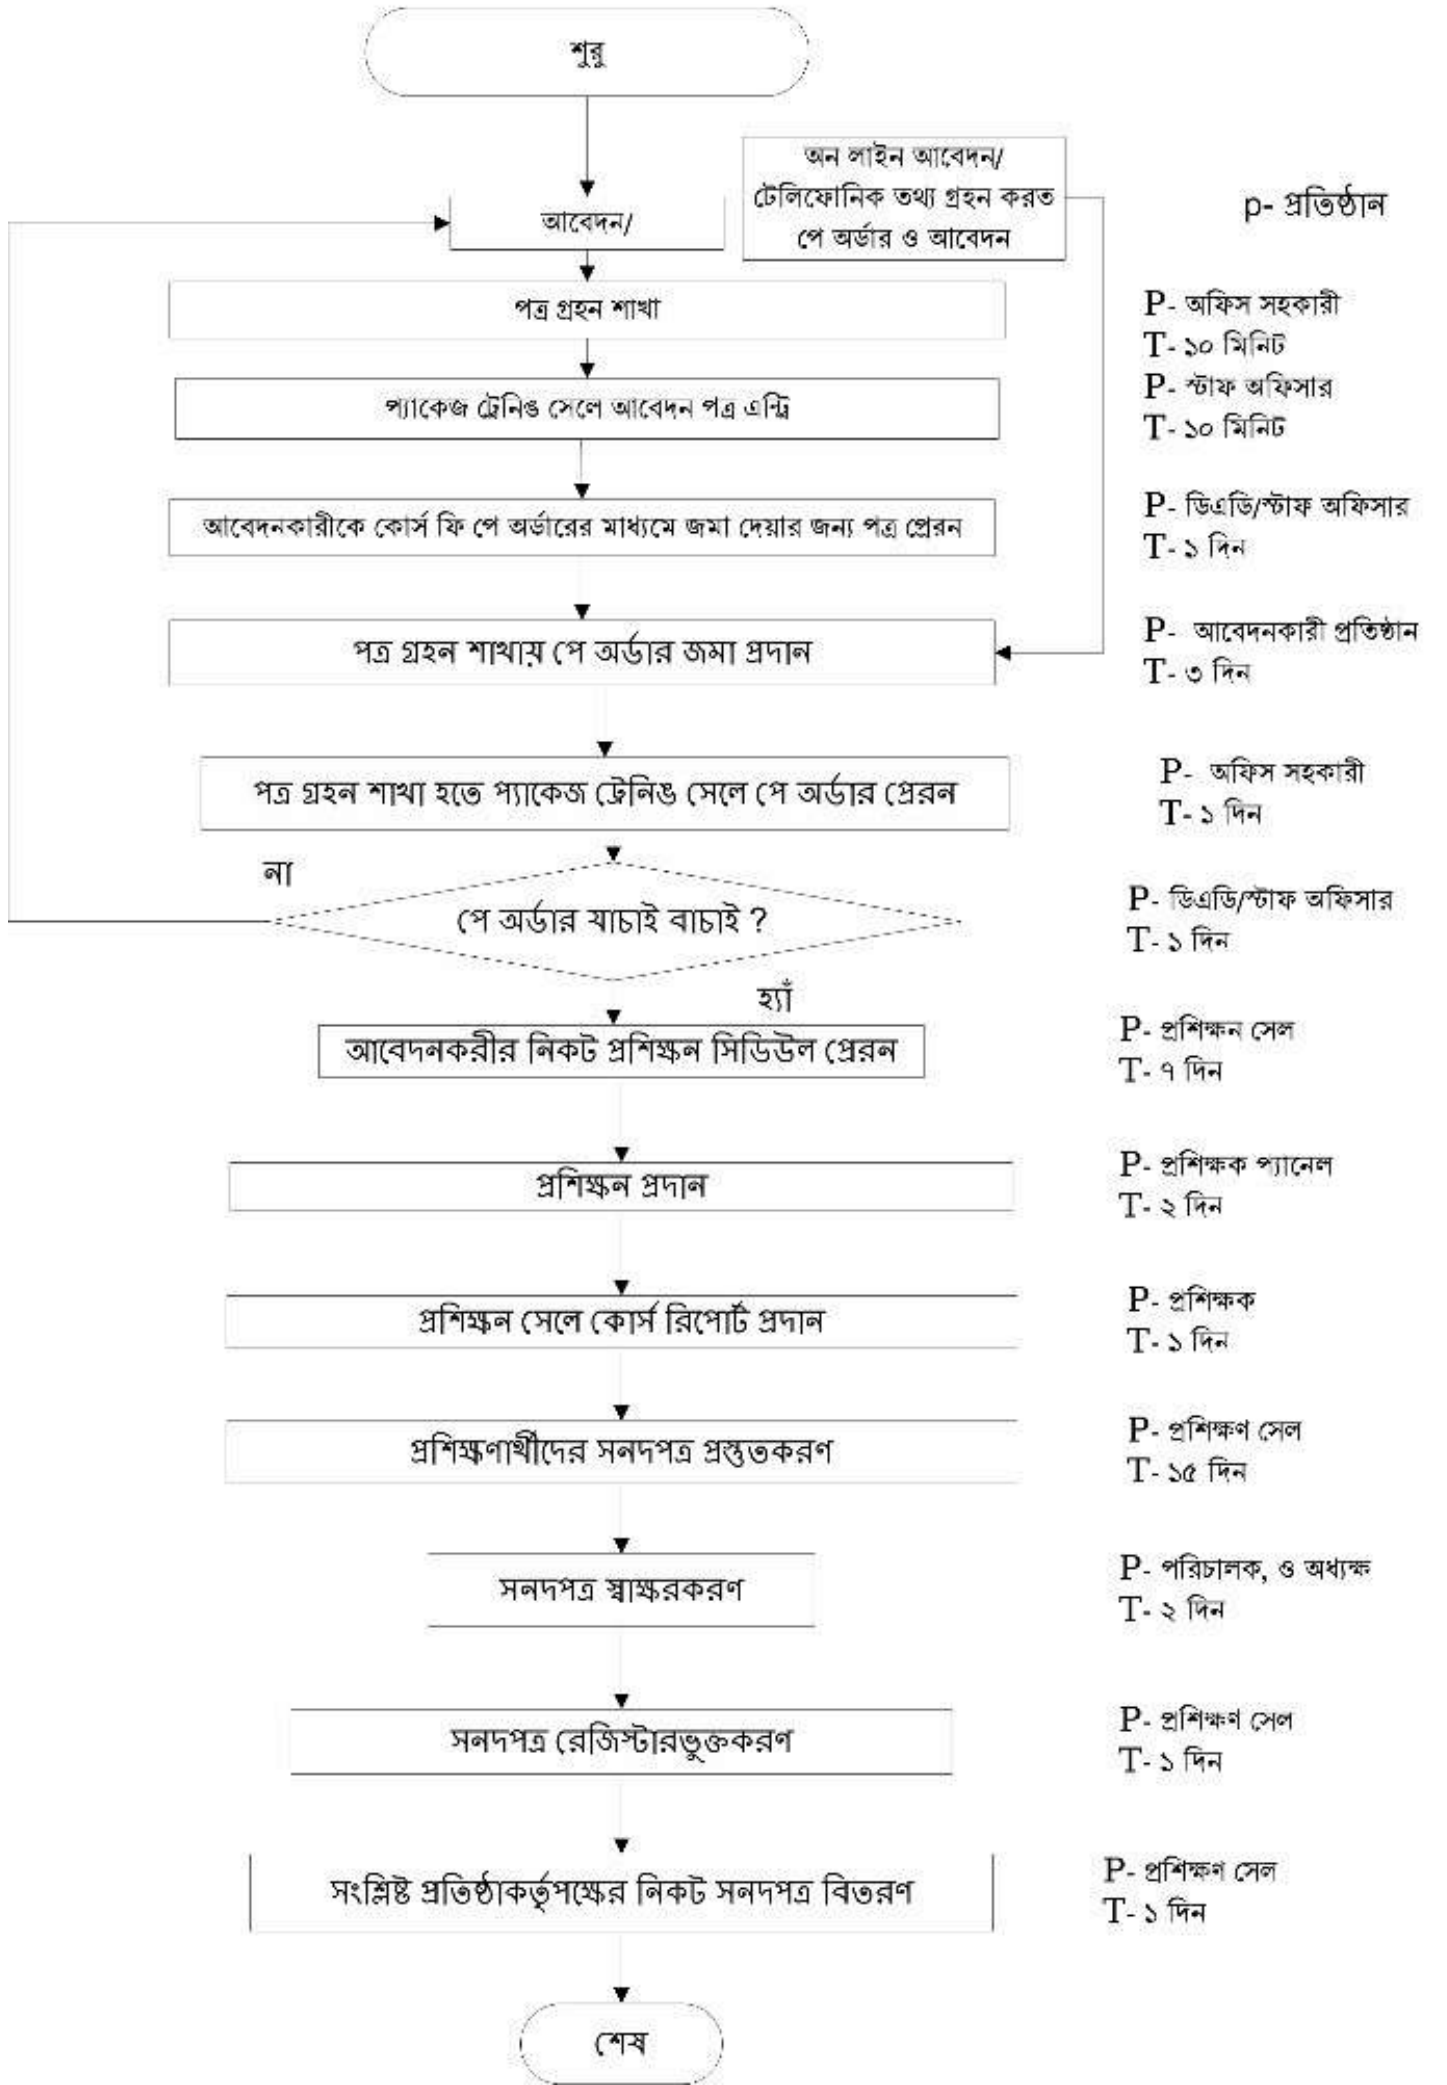 শুরু
অন লাইন আবেদন/
টেলিফোনিক তথ্য গ্রহন করত
পে অর্ডার ও আবেদন
আবেদন/
p- প্রতিষ্ঠান
পত্র গ্রহন শাখা
P- অফিস সহকারী
T- ১০ মিনিট
প্যাকেজ ট্রেনিঙ সেলে আবেদন পত্র এন্ট্রি
P- স্টাফ অফিসার
T- ১০ মিনিট
আবেদনকারীকে কোর্স ফি পে অর্ডারের মাধ্যমে জমা দেয়ার জন্য পত্র প্রেরন
P- ডিএডি/স্টাফ অফিসার
T- ১ দিন
পত্র গ্রহন শাখায় পে অর্ডার জমা প্রদান
P- আবেদনকারী প্রতিষ্ঠান
T- ৩ দিন
পত্র গ্রহন শাখা হতে প্যাকেজ ট্রেনিঙ সেলে পে অর্ডার প্রেরন
P- অফিস সহকারী
T- ১ দিন
না
পে অর্ডার যাচাই বাচাই ?
P- ডিএডি/স্টাফ অফিসার
T- ১ দিন
হ্যাঁ
আবেদনকরীর নিকট প্রশিক্ষন সিডিউল প্রেরন
P- প্রশিক্ষন সেল
T- ৭ দিন
প্রশিক্ষন প্রদান
P- প্রশিক্ষক প্যানেল
T- ২ দিন
প্রশিক্ষন সেলে কোর্স রিপোর্ট প্রদান
P- প্রশিক্ষক
T- ১ দিন
প্রশিক্ষণার্থীদের সনদপত্র প্রস্তুতকরণ
P- প্রশিক্ষণ সেল
T- ১৫ দিন
সনদপত্র স্বাক্ষরকরণ
P- পরিচালক, ও অধ্যক্ষ
T- ২ দিন
সনদপত্র রেজিস্টারভুক্তকরণ
P- প্রশিক্ষণ সেল
T- ১ দিন
সংশ্লিষ্ট প্রতিষ্ঠাকর্তৃপক্ষের নিকট সনদপত্র বিতরণ
P- প্রশিক্ষণ সেল
T- ১ দিন
শেষ